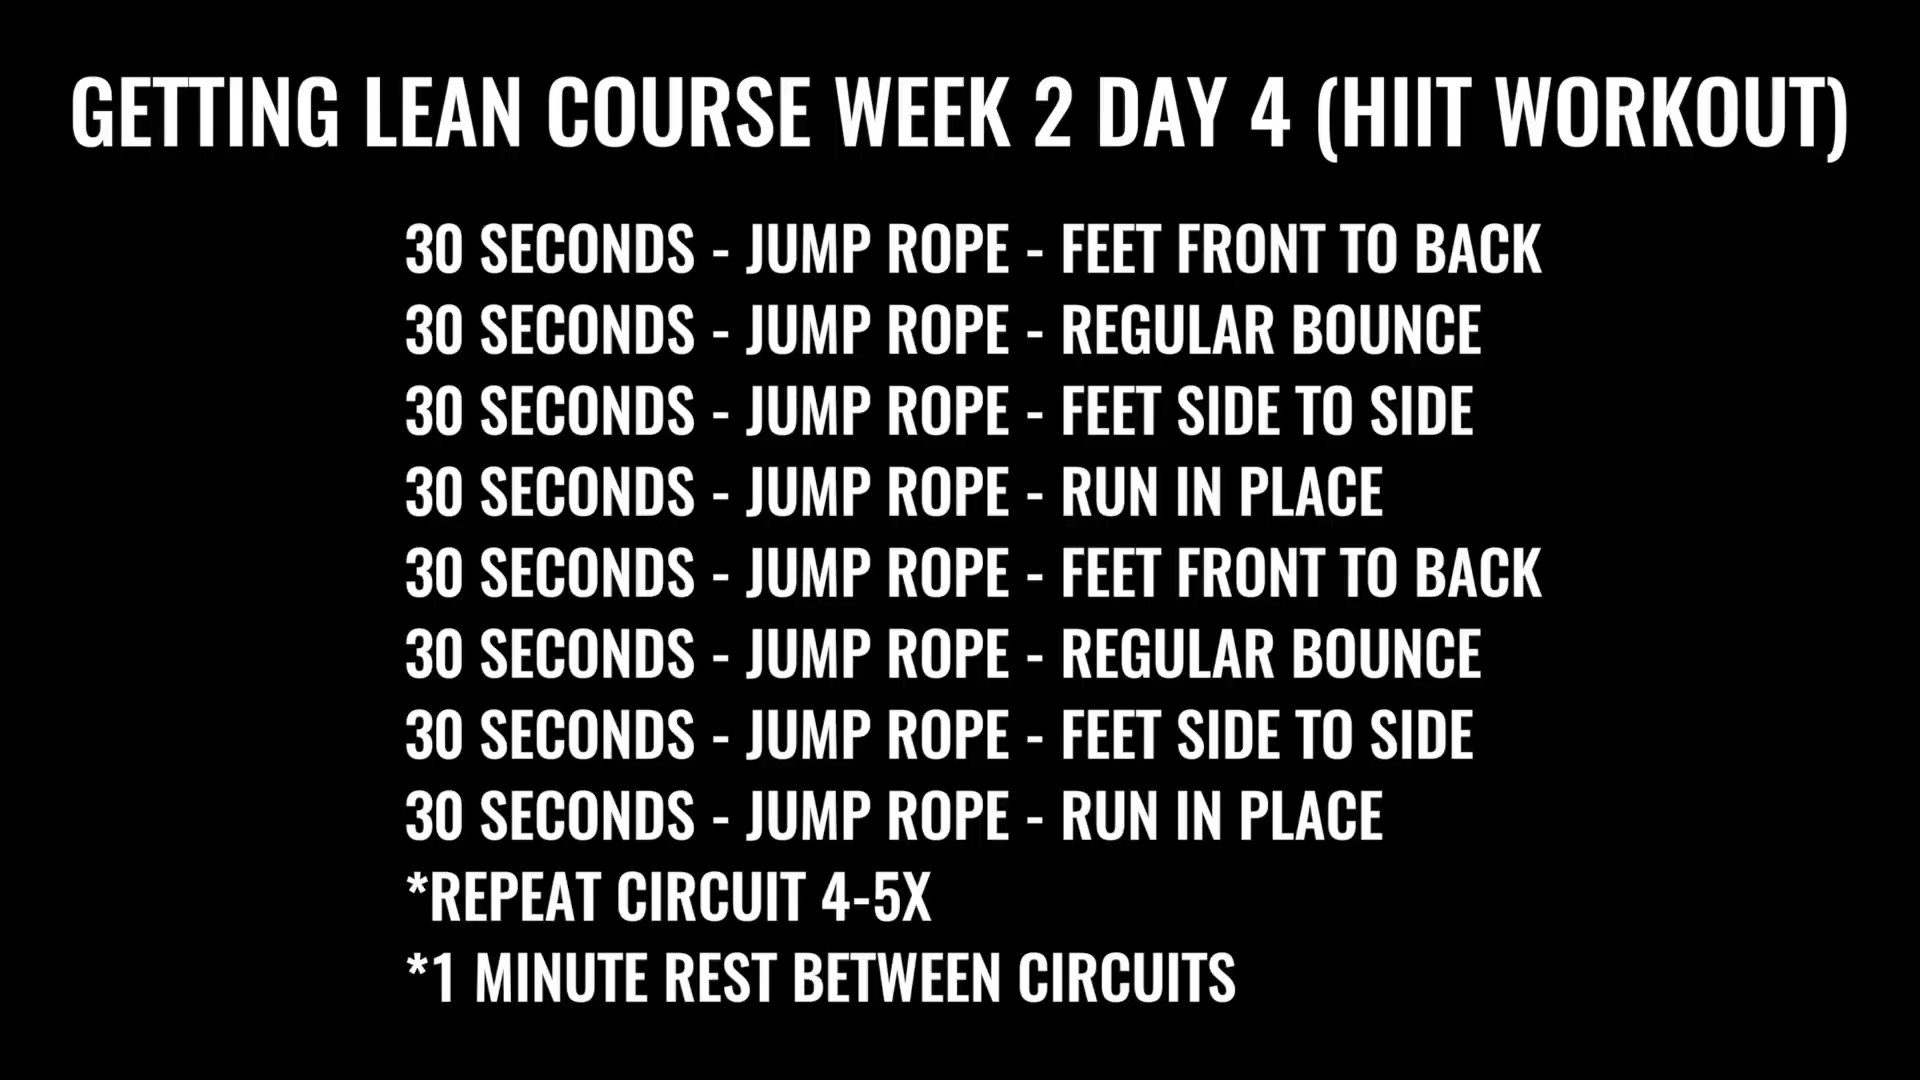 GETTING LEAN COURSE WEEK 2 DAY 4 (HIIT WORKOUT)
30 SECONDS - JUMP ROPE - FEET FRONT TO BACK
30 SECONDS - JUMP ROPE - REGULAR BOUNCE
30 SECONDS - JUMP ROPE - FEET SIDE TO SIDE
30 SECONDS - JUMP ROPE - RUN IN PLACE
30 SECONDS - JUMP ROPE - FEET FRONT TO BACK
30 SECONDS - JUMP ROPE - REGULAR BOUNCE
30 SECONDS - JUMP ROPE - FEET SIDE TO SIDE
30 SECONDS - JUMP ROPE - RUN IN PLACE
*REPEAT CIRCUIT 4-5X
*1 MINUTE REST BETWEEN CIRCUITS